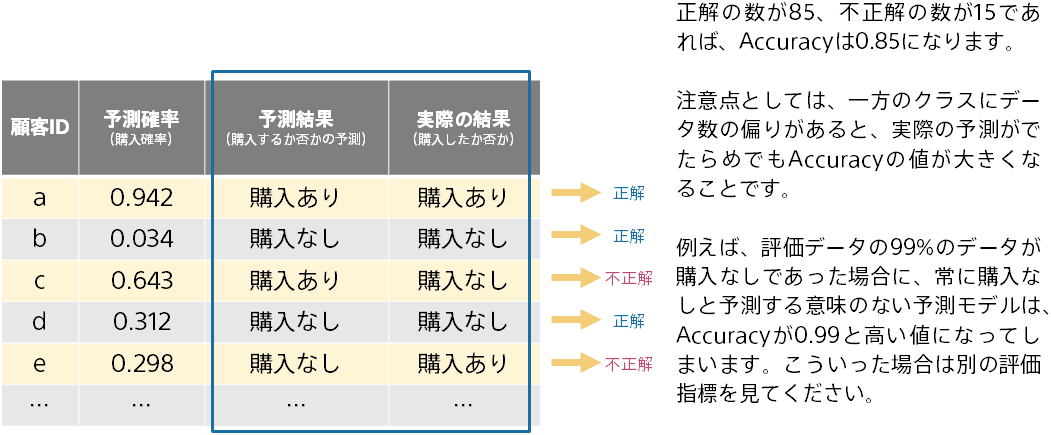 正解の数が85、不正解の数が15であ
れば、Accuracyは0.85になります。
注意点としては、一方のクラスにデー
タ数の偏りがあると、実際の予測がで
たらめでもAccuracyの値が大きくな
ることです。
例えば、評価データの99%のデータが
購入なしであった場合に、常に購入な
しと予測する意味のない予測モデルは、
Accuracyが0.99と高い値になってし
まいます。こういった場合は別の評価
指標を見てください。
顧客ID 予測確率 予測結果 実際の結果
(購入確率) (購入するか否かの予測) (購入したか否か)
a 0.942 購入あり 購入あり 正解
b 0.034 購入なし 購入なし 正解
c 0.643 購入あり 購入なし 不正解
d 0.312 購入なし 購入なし 正解
e 0.298 購入なし 購入あり 不正解
… … … …